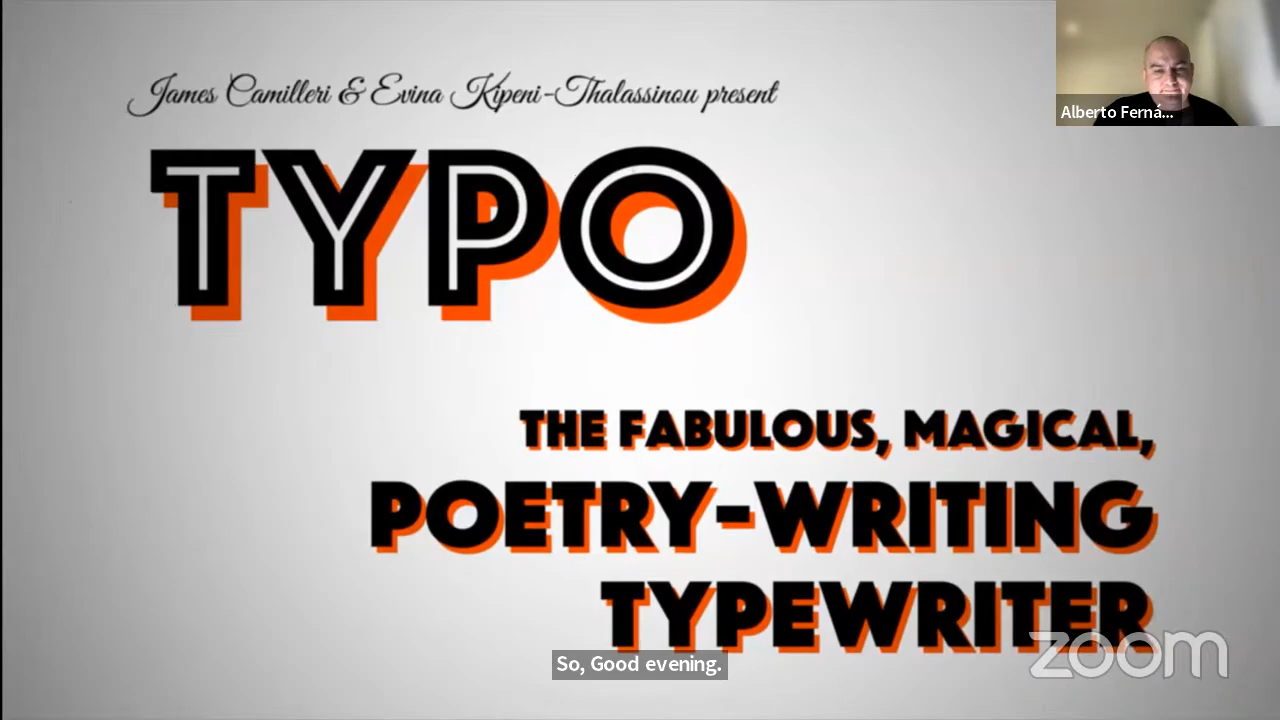 James Camilleri & Evina Kipeni-Thalassinou present
TYPO
THE FABULOUS, MAGICAL,
POETRY-WRITING
TYPEWRITER
Alberto Ferná...
So, Good evening.
zoom